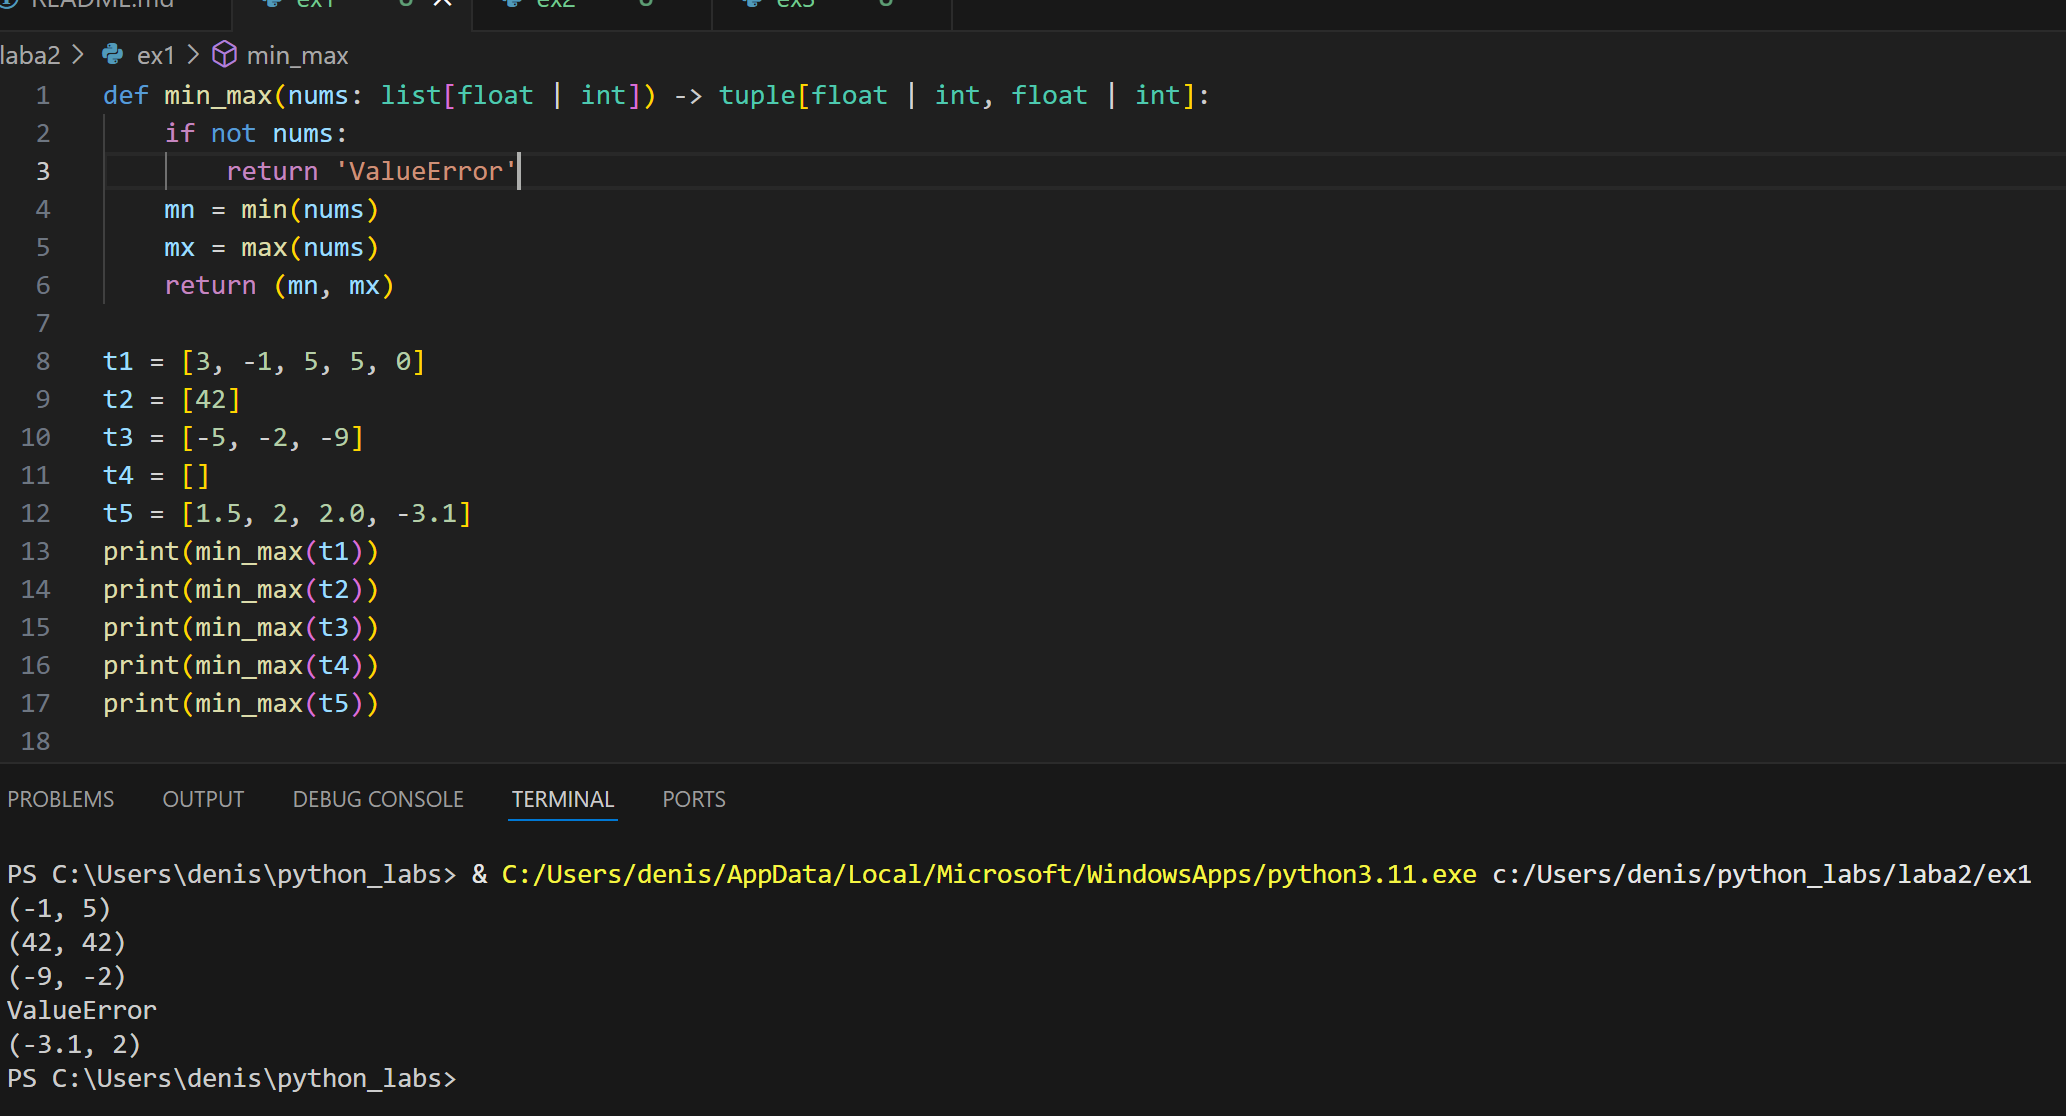 README.md ex1 ex2 ex3
laba2 > ex1 > min_max
1 def min_max(nums: list[float | int]) -> tuple[float | int, float | int]:
2     if not nums:
3         return 'ValueError'
4     mn = min(nums)
5     mx = max(nums)
6     return (mn, mx)
7
8 t1 = [3, -1, 5, 5, 0]
9 t2 = [42]
10 t3 = [-5, -2, -9]
11 t4 = []
12 t5 = [1.5, 2, 2.0, -3.1]
13 print(min_max(t1))
14 print(min_max(t2))
15 print(min_max(t3))
16 print(min_max(t4))
17 print(min_max(t5))
18
PROBLEMS OUTPUT DEBUG CONSOLE TERMINAL PORTS
PS C:\Users\denis\python_labs> & C:/Users/denis/AppData/Local/Microsoft/WindowsApps/python3.11.exe c:/Users/denis/python_labs/laba2/ex1
(-1, 5)
(42, 42)
(-9, -2)
ValueError
(-3.1, 2)
PS C:\Users\denis\python_labs>